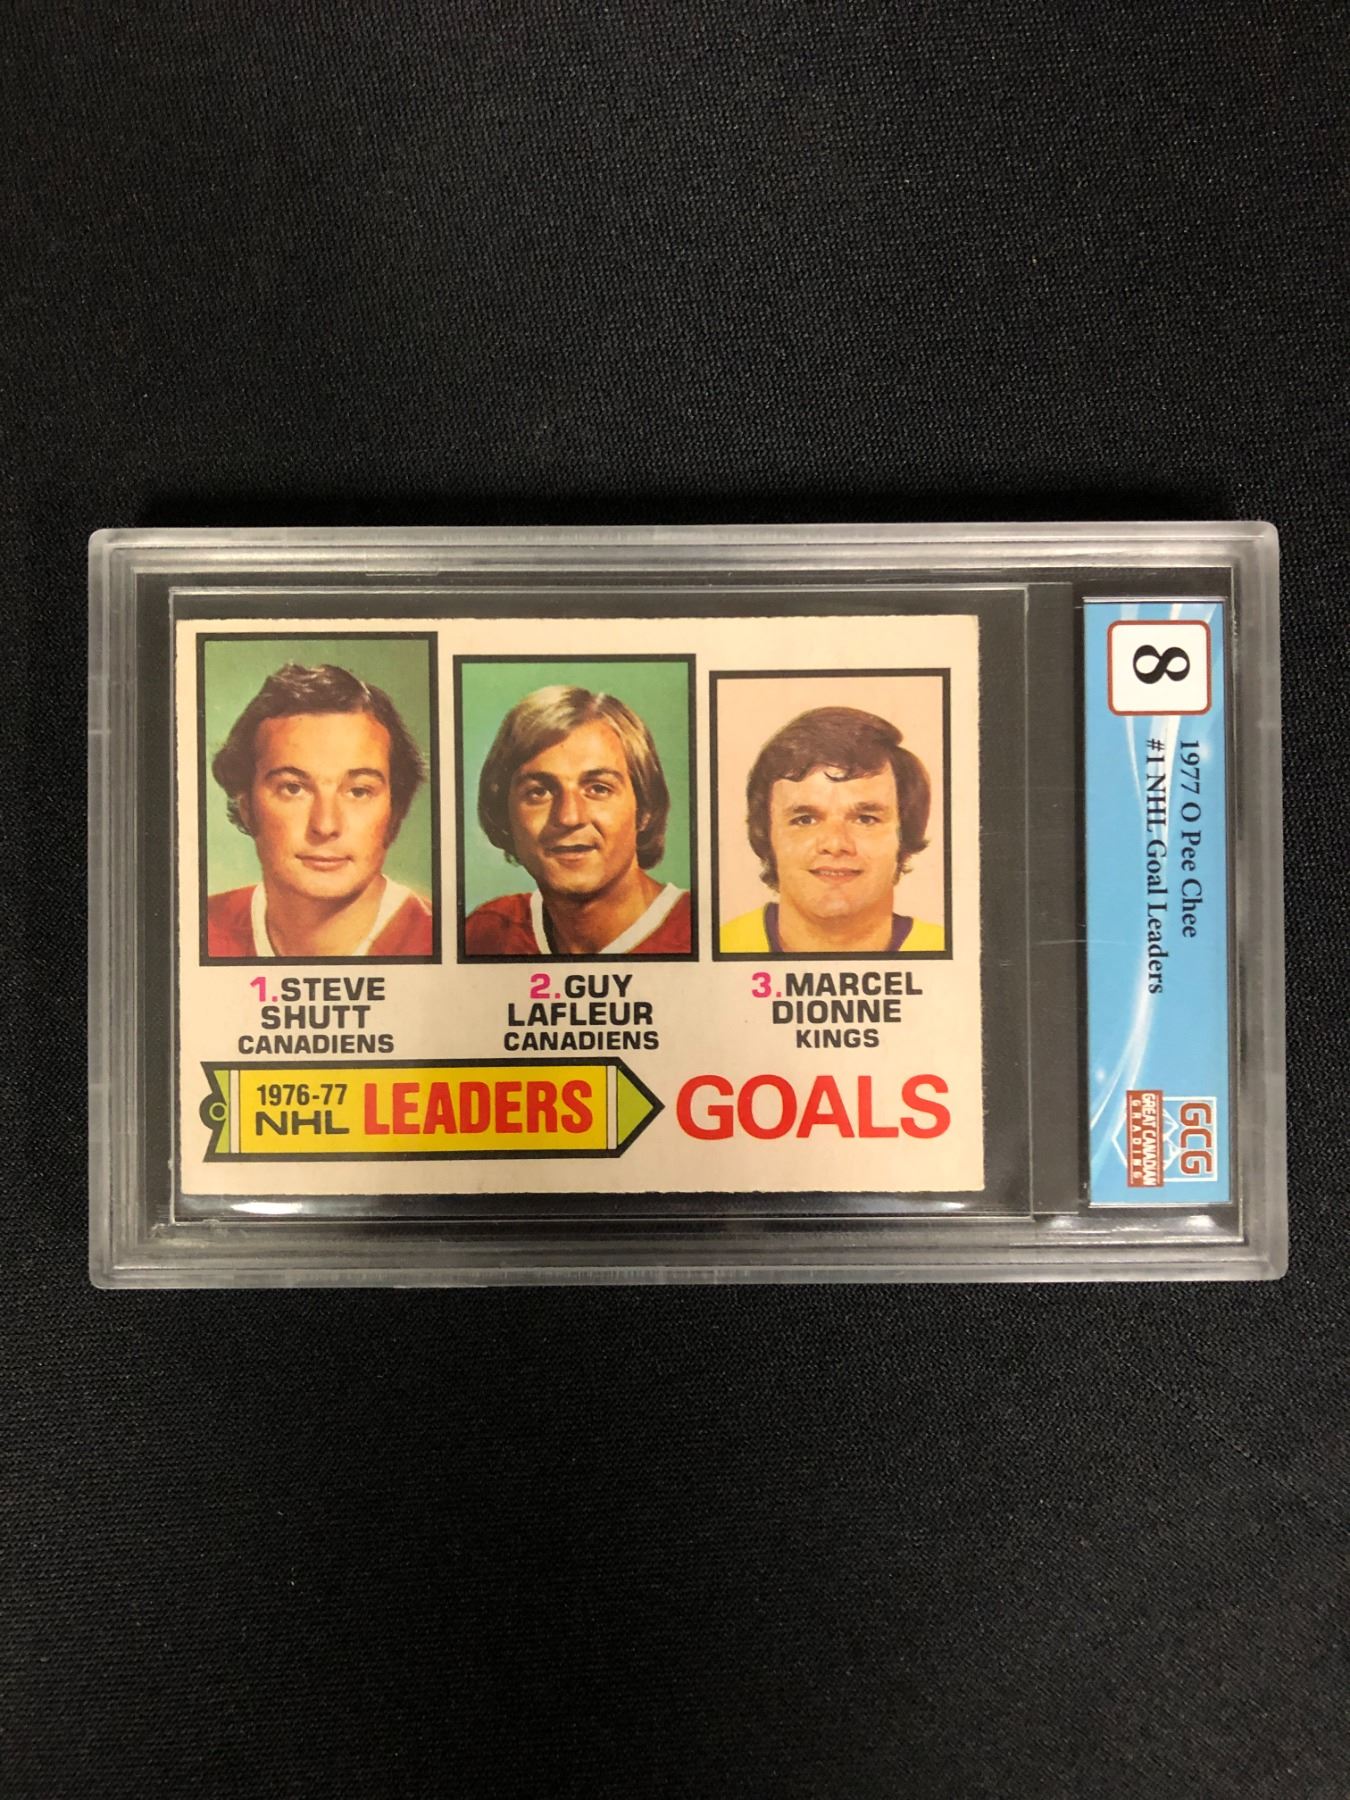 1.STEVE
SHUTT
CANADIENS
2.GUY
LAFLEUR
CANADIENS
3.MARCEL
DIONNE
KINGS
1976-77
NHL LEADERS
GOALS
8
1977 O Pee Chee
#1 NHL Goal Leaders
GCG
GREAT CANADIAN
GRADING